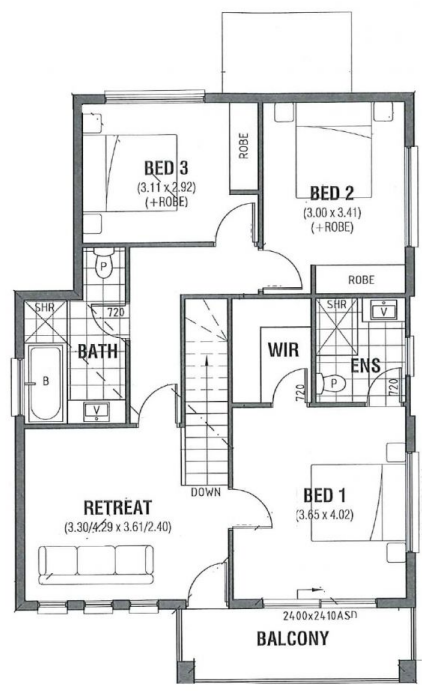 BED 3
(3.11 x 2.92)
(+ROBE)
ROBE
BED 2
(3.00 x 3.41)
(+ROBE)
ROBE
P
SHR
720
BATH
B
V
WIR
720
SHR
V
ENS
P
720
DOWN
RETREAT
(3.30/4.29 x 3.61/2.40)
BED 1
(3.65 x 4.02)
2400x2410ASD
BALCONY